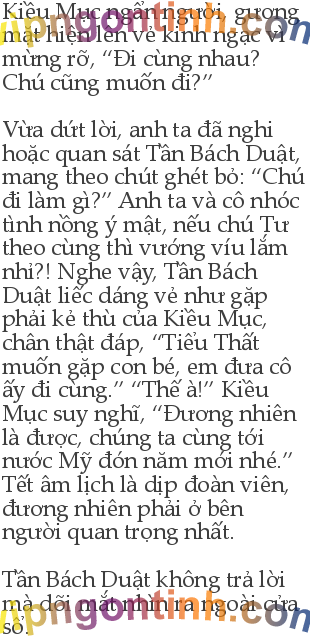 Kiều Mục ngẩn người, gương
mặt hiện lên vẻ kinh ngạc vì
mừng rỡ, “Đi cùng nhau?
Chú cũng muốn đi?”

Vừa dứt lời, anh ta đã nghi
hoặc quan sát Tần Bách Duật,
mang theo chút ghét bỏ: “Chú
đi làm gì?” Anh ta và cô nhóc
tình nồng ý mật, nếu chú Tư
theo cùng thì vướng víu lắm
nhỉ?! Nghe vậy, Tần Bách
Duật liếc dáng vẻ như gặp
phải kẻ thù của Kiều Mục,
chân thật đáp, “Tiểu Thất
muốn gặp con bé, em đưa cô
ấy đi cùng.” “Thế à!” Kiều
Mục suy nghĩ, “Đương nhiên
là được, chúng ta cùng tới
nước Mỹ đón năm mới nhé.”
Tết âm lịch là dịp đoàn viên,
đương nhiên phải ở bên
người quan trọng nhất.

Tần Bách Duật không trả lời
mà dõi mắt nhìn ra ngoài cửa
sổ.
vipngontinh.com
vipngontinh.com